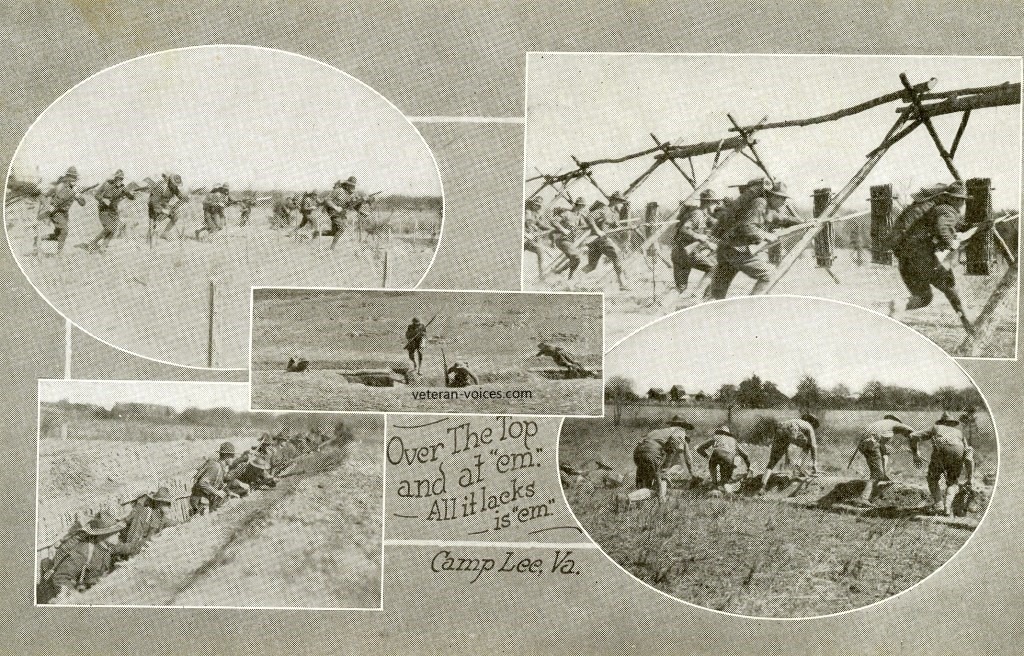 veteran-voices.com
Over The Top
and at "em".
All it lacks
is "em".
Camp Lee, Va.